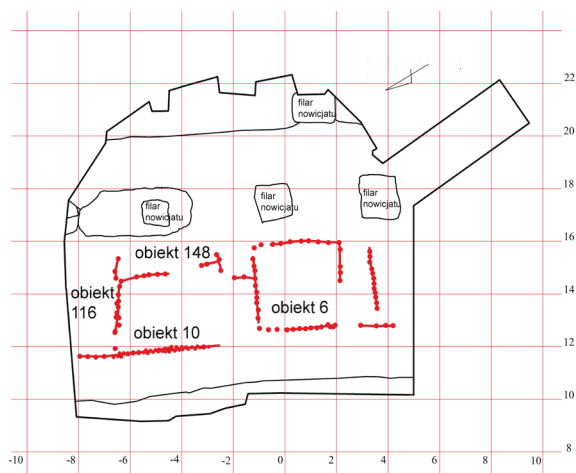 22
filar
nowicjatu
20
18
filar
nowicjatu
filar
nowicjatu
filar
nowicjatu
16
obiekt 148
14
obiekt
116
obiekt 6
obiekt 10
12
10
-10
-8
-6
-4
-2
0
2
4
6
8
10
8